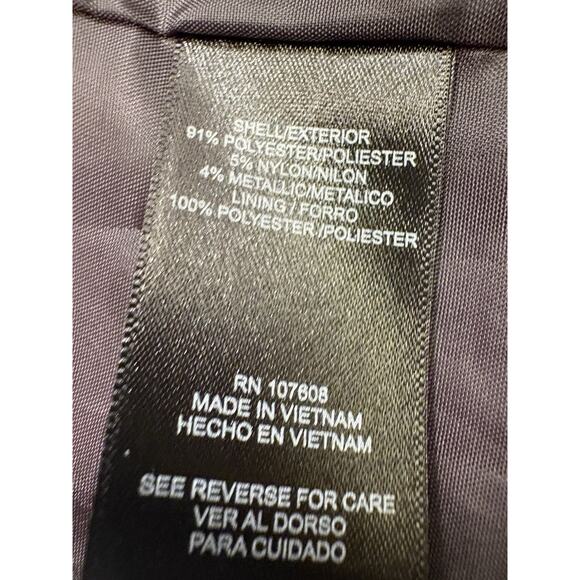 SHELL/EXTERIOR
91% POLYESTER/POLIESTER
5% NYLON/NILON
4% METALLIC/METALICO
LINING / FORRO
100% POLYESTER /POLIESTER
RN 107608
MADE IN VIETNAM
HECHO EN VIETNAM
SEE REVERSE FOR CARE
VER AL DORSO
PARA CUIDADO